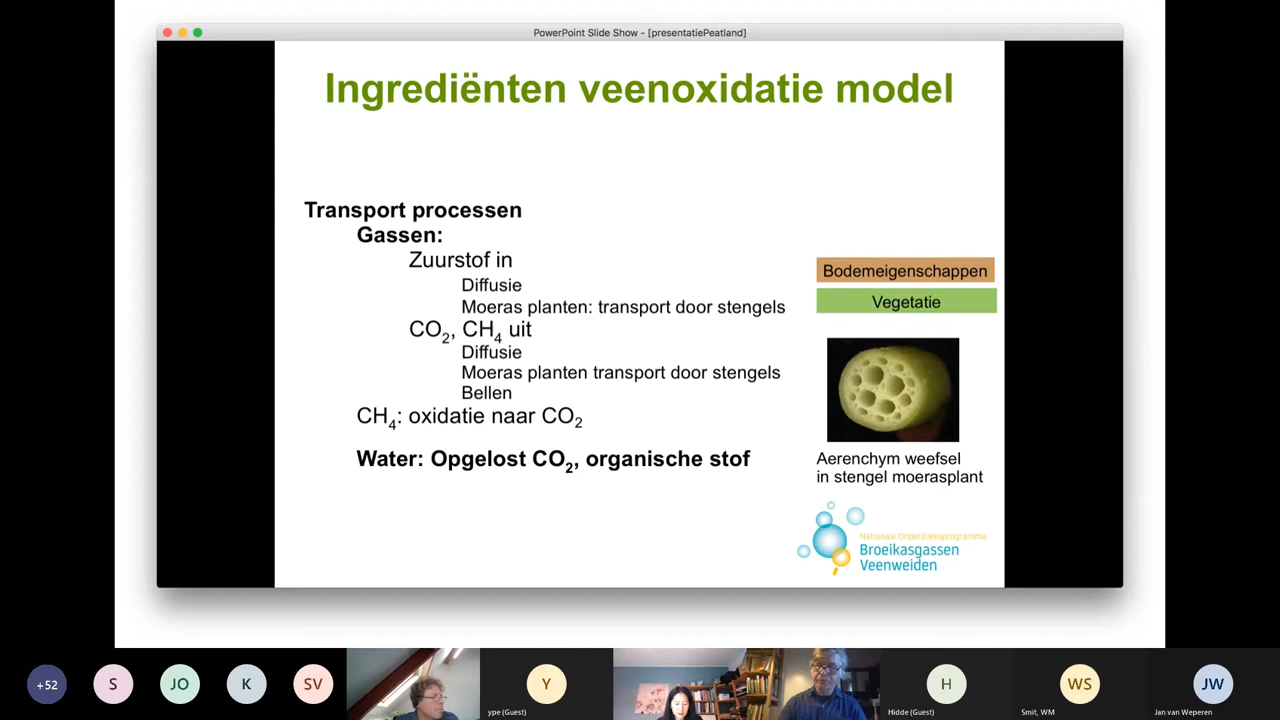 PowerPoint Slide Show - [presentatiePeatland]
Ingrediënten veenoxidatie model
Transport processen
Gassen:
Zuurstof in
Diffusie
Moeras planten: transport door stengels
CO2, CH4 uit
Diffusie
Moeras planten transport door stengels
Bellen
CH4: oxidatie naar CO2
Water: Opgelost CO2, organische stof
Bodemeigenschappen
Vegetatie
Aerenchym weefsel
in stengel moerasplant
Nationaal Onderzoeksprogramma
Broeikasgassen
Veenweiden
+52
S
JO
K
SV
Y
ype (Guest)
H
Hidde (Guest)
WS
Smit, WM
JW
Jan van Weperen